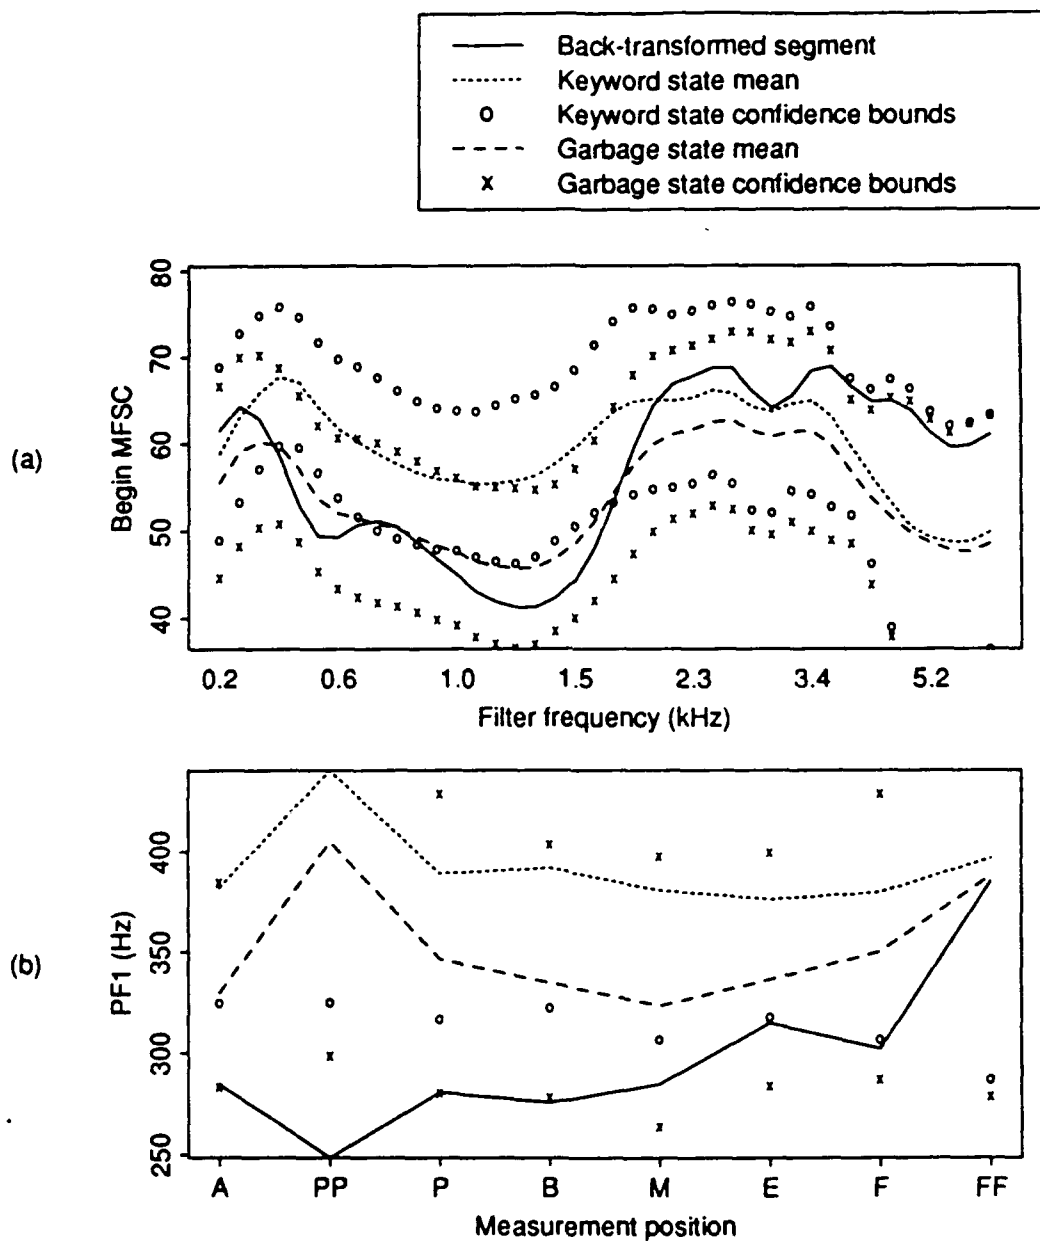 Back-transformed segment
Keyword state mean
Keyword state confidence bounds
Garbage state mean
Garbage state confidence bounds
(a)
Begin MFSC
80
70
60
50
40
0.2 0.6 1.0 1.5 2.3 3.4 5.2
Filter frequency (kHz)
(b)
PF1 (Hz)
400
350
300
250
A PP P B M E F FF
Measurement position